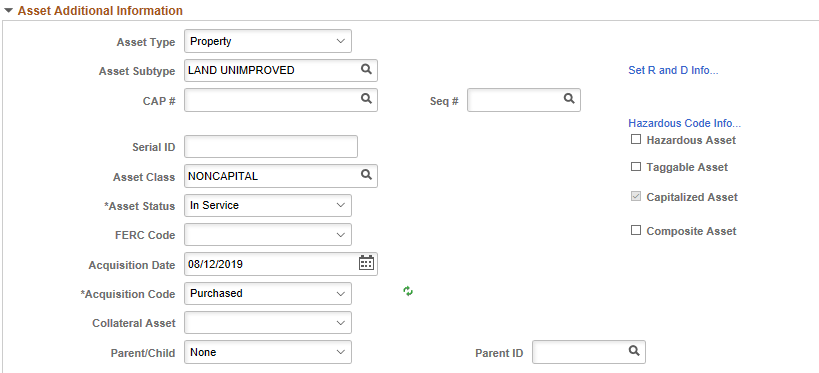 Asset Additional Information
Asset Type Property
Asset Subtype LAND UNIMPROVED Set R and D Info...
CAP # Seq #
Hazardous Code Info...
Serial ID Hazardous Asset
Asset Class NONCAPITAL Taggable Asset
*Asset Status In Service Capitalized Asset
FERC Code Composite Asset
Acquisition Date 08/12/2019
*Acquisition Code Purchased
Collateral Asset
Parent/Child None Parent ID